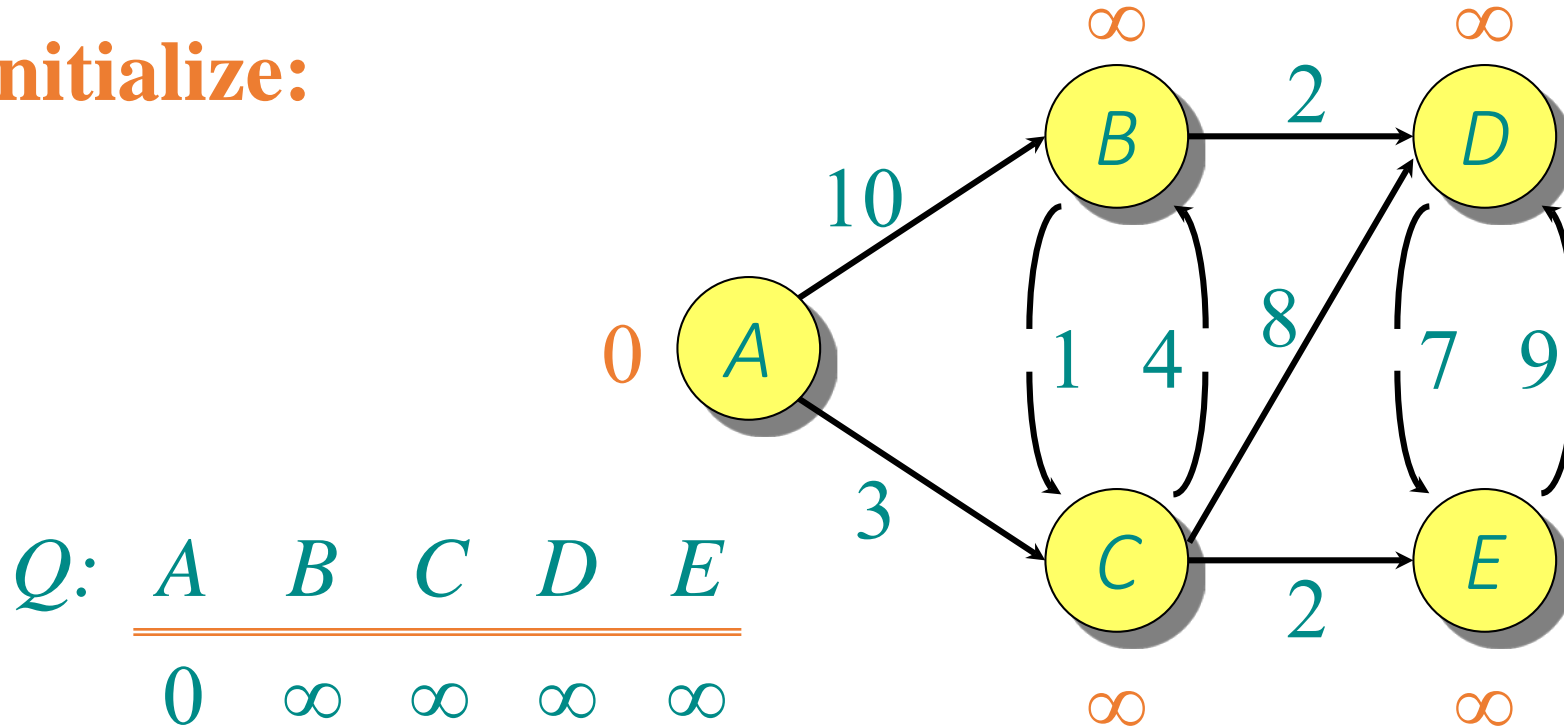 nitialize:
∞ ∞
B 2 D
10
0 A 1 4 8 7 9
3
C 2 E
∞ ∞
Q: A B C D E
0 ∞ ∞ ∞ ∞